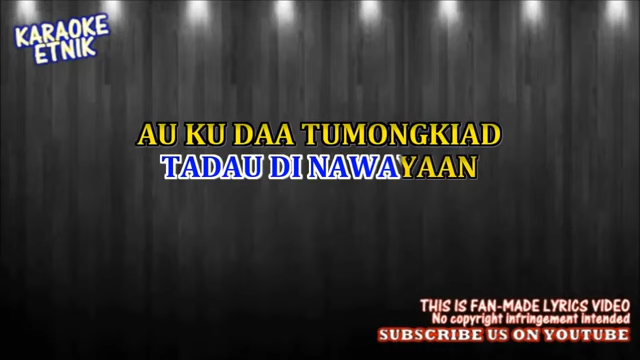 KARAOKE
ETNIK
AU KU DAA TUMONGKIAD
TADAU DI NAWAYAAN
THIS IS FAN-MADE LYRICS VIDEO
No copyright infringement intended
SUBSCRIBE US ON YOUTUBE